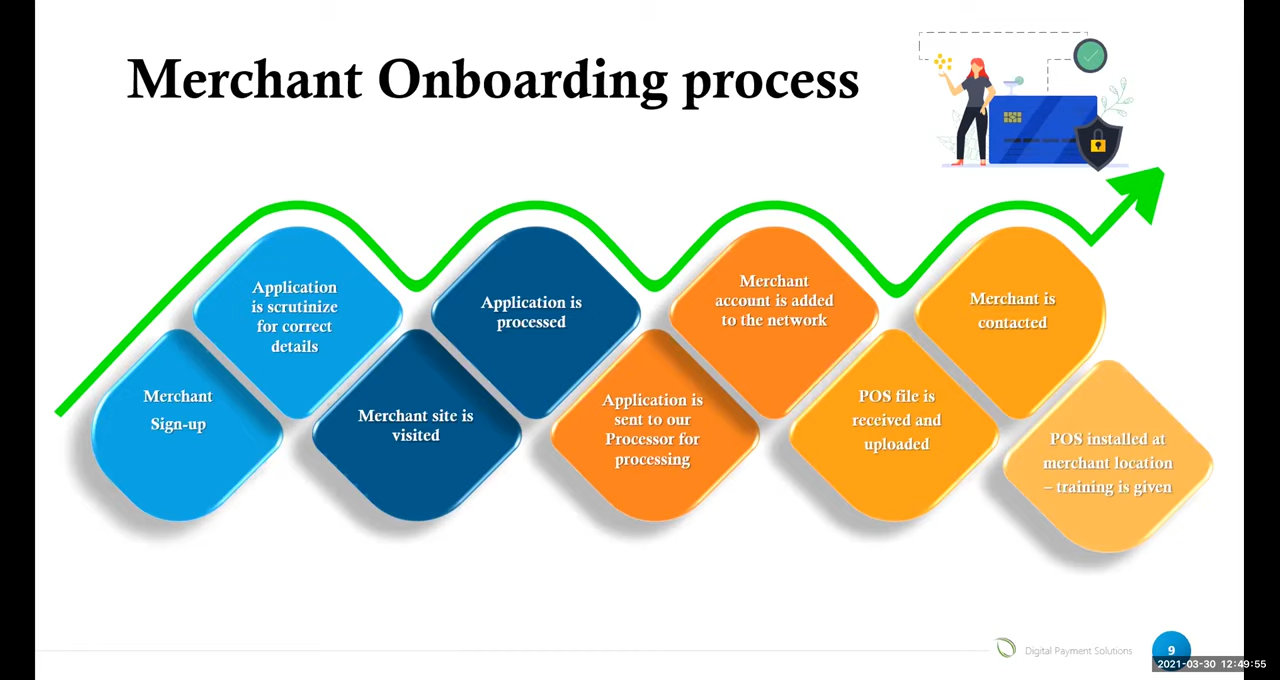 Merchant Onboarding process
Merchant
Sign-up
Application
is scrutinize
for correct
details
Merchant site is
visited
Application is
processed
Application is
sent to our
Processor for
processing
Merchant
account is added
to the network
POS file is
received and
uploaded
Merchant is
contacted
POS installed at
merchant location
– training is given
Digital Payment Solutions
9
2021-03-30 12:49:55